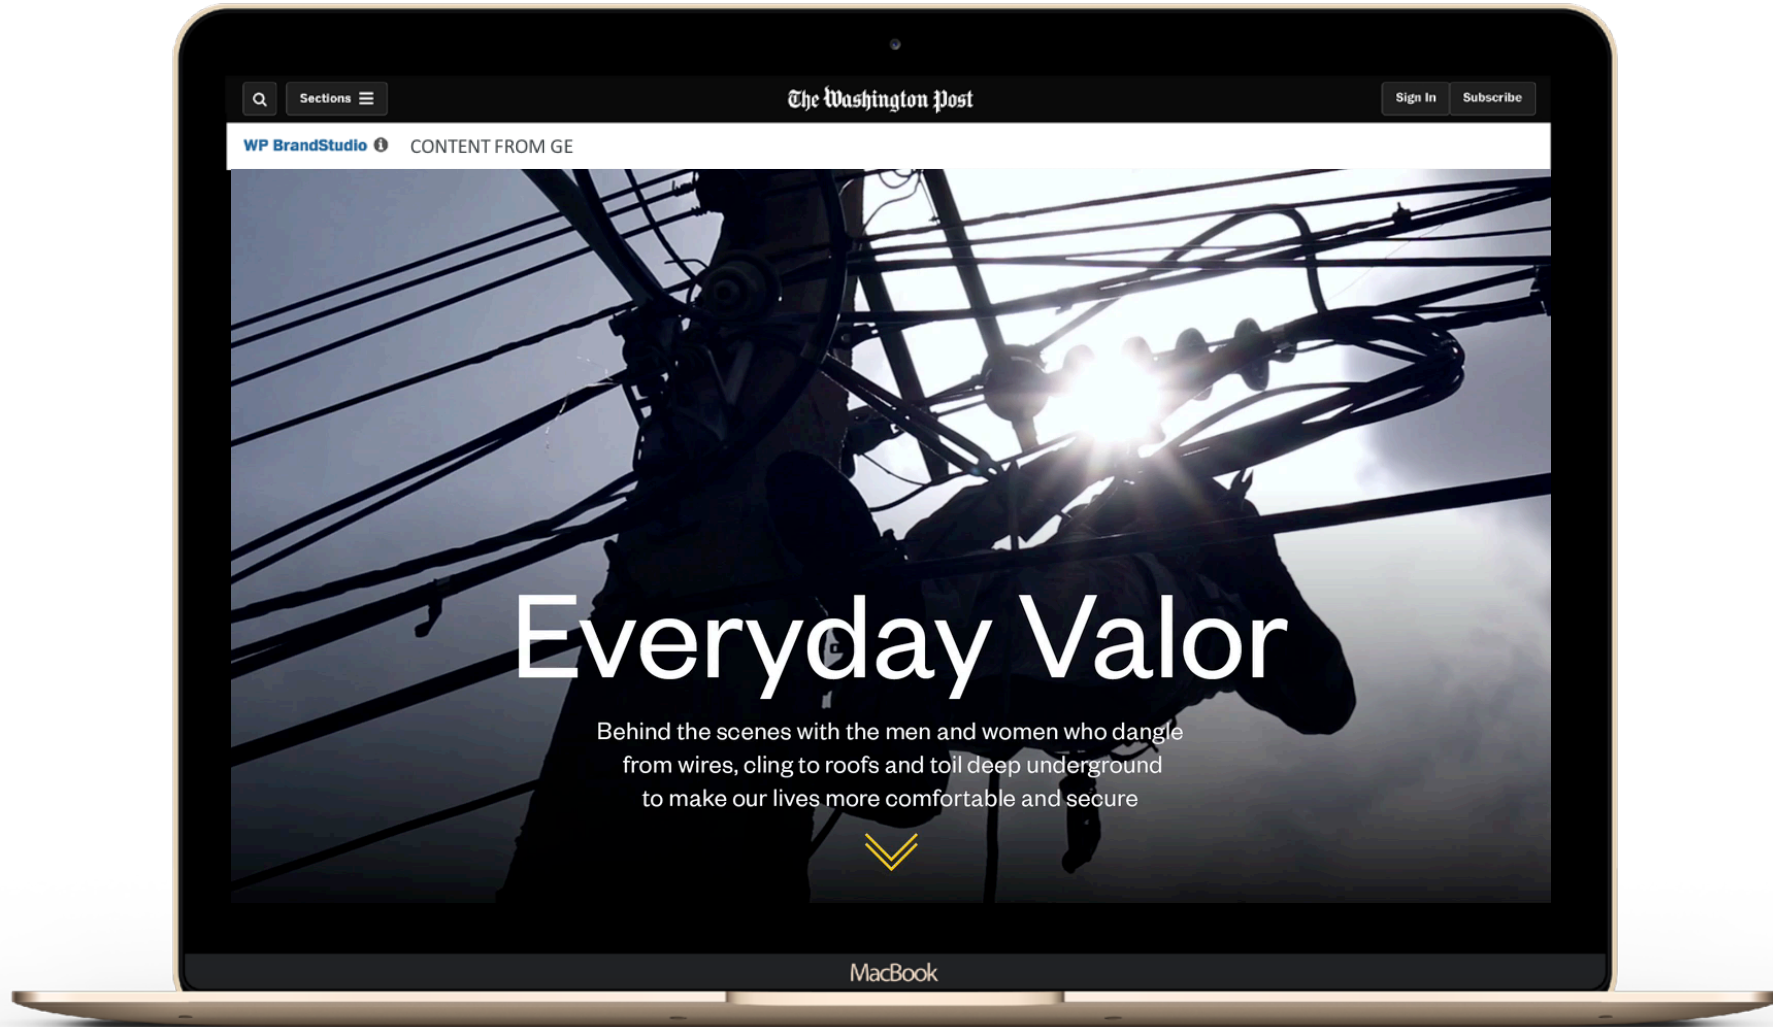 Sections
The Washington Post
Sign In
Subscribe
WP BrandStudio
CONTENT FROM GE
Everyday Valor
Behind the scenes with the men and women who dangle
from wires, cling to roofs and toil deep underground
to make our lives more comfortable and secure
MacBook